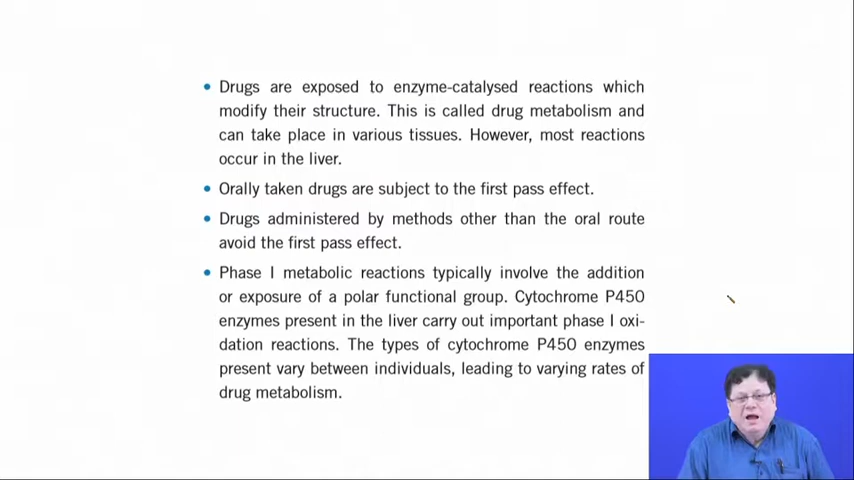 • Drugs are exposed to enzyme-catalysed reactions which
modify their structure. This is called drug metabolism and
can take place in various tissues. However, most reactions
occur in the liver.
• Orally taken drugs are subject to the first pass effect.
• Drugs administered by methods other than the oral route
avoid the first pass effect.
• Phase I metabolic reactions typically involve the addition
or exposure of a polar functional group. Cytochrome P450
enzymes present in the liver carry out important phase I oxi-
dation reactions. The types of cytochrome P450 enzymes
present vary between individuals, leading to varying rates of
drug metabolism.